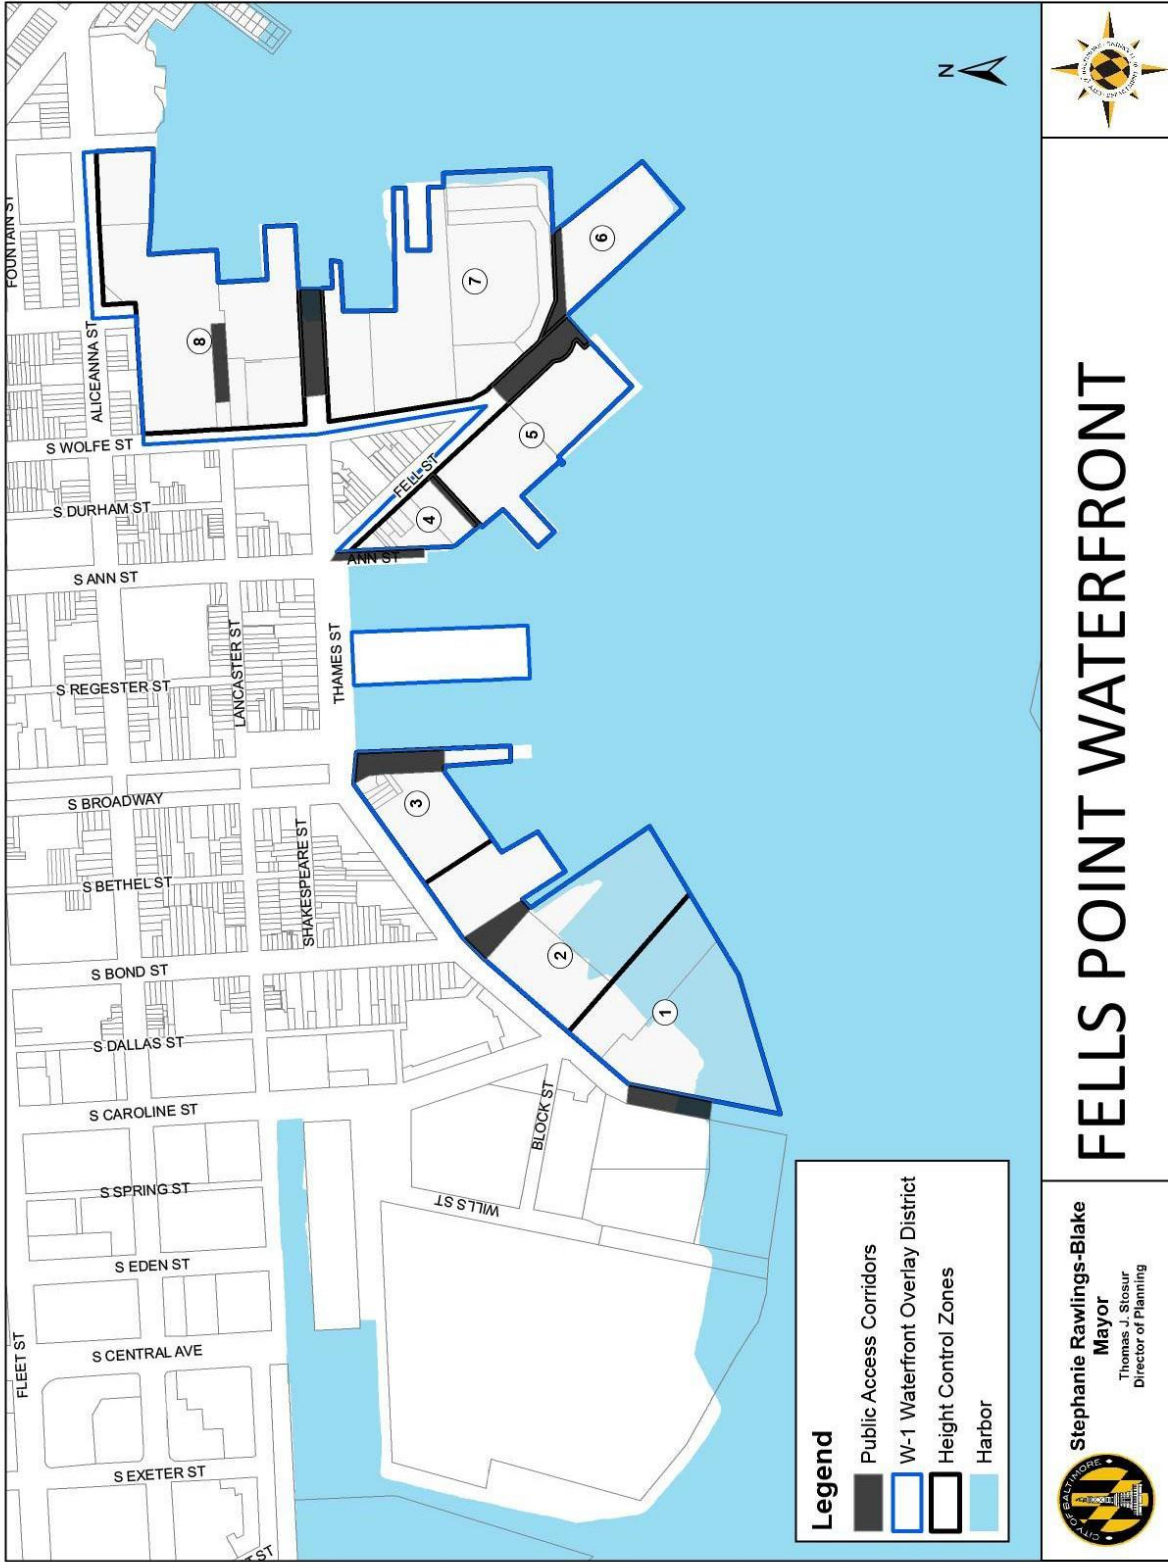 FOUNTAIN ST
ALICEANNA ST
S WOLFE ST
S DURHAM ST
S ANN ST
FELL ST
ANN ST
S REGESTER ST
LANCASTER ST
THAMES ST
S BROADWAY
S BETHEL ST
SHAKESPEARE ST
S BOND ST
S DALLAS ST
S CAROLINE ST
BLOCK ST
S SPRING ST
WILLS ST
S EDEN ST
FLEET ST
S CENTRAL AVE
S EXETER ST
ST
8
7
6
5
4
3
2
1
N
Legend
Public Access Corridors
W-1 Waterfront Overlay District
Height Control Zones
Harbor
CITY OF BALTIMORE
Stephanie Rawlings-Blake
Mayor
Thomas J. Stosur
Director of Planning
FELLS POINT WATERFRONT